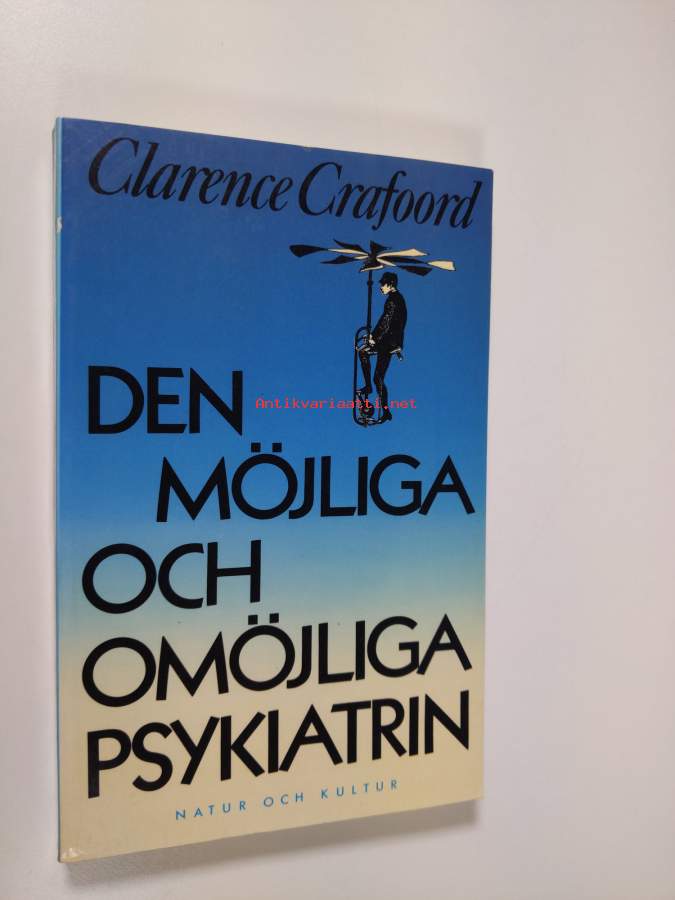 Clarence Crafoord
Antikvariaatti.net
DEN
MÖJLIGA
OCH
OMÖJLIGA
PSYKIATRIN
NATUR OCH KULTUR